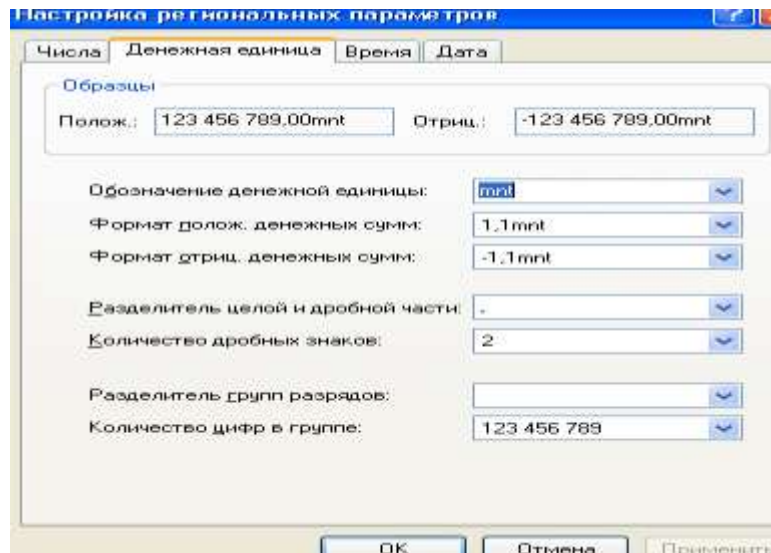 Настройка региональных параметров
Числа Денежная единица Время Дата
Образцы
Полож.: 123 456 789,00mnt Отриц.: -123 456 789,00mnt
Обозначение денежной единицы: mnt
Формат полож. денежных сумм: 1,1mnt
Формат отриц. денежных сумм: -1,1mnt
Разделитель целой и дробной части: ,
Количество дробных знаков: 2
Разделитель групп разрядов:
Количество цифр в группе: 123 456 789
OK Отмена Применить